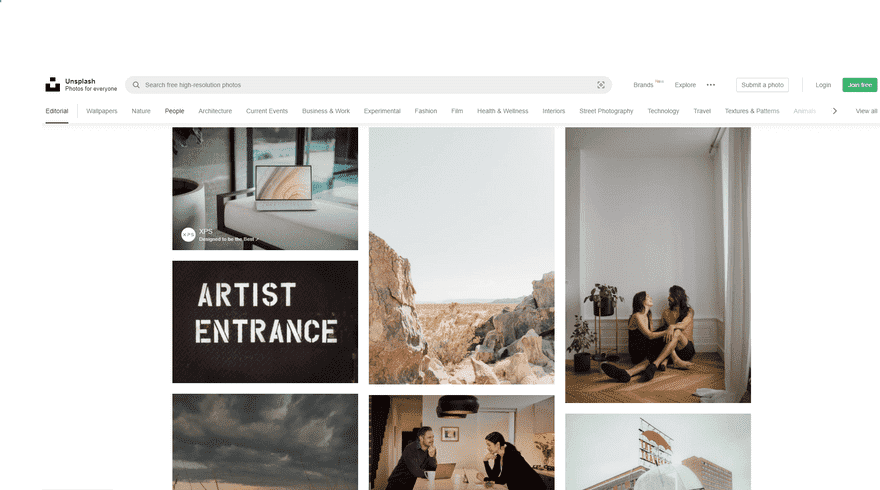 Unsplash
Photos for everyone
Search free high-resolution photos
Brands New
Explore
Submit a photo
Login
Join free
Editorial
Wallpapers
Nature
People
Architecture
Current Events
Business & Work
Experimental
Fashion
Film
Health & Wellness
Interiors
Street Photography
Technology
Travel
Textures & Patterns
Animals
View all
XPS
XPS
Designed to be the Best ↗
ARTIST
ENTRANCE